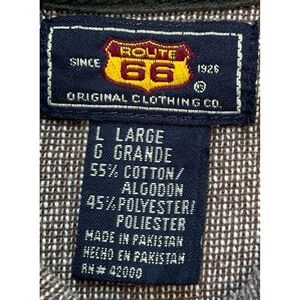 ROUTE
SINCE 66 1926
®
ORIGINAL CLOTHING CO.
L LARGE
G GRANDE
55% COTTON/
ALGODON
45% POLYESTER/
POLIESTER
MADE IN PAKISTAN
HECHO EN PAKISTAN
RN# 42000